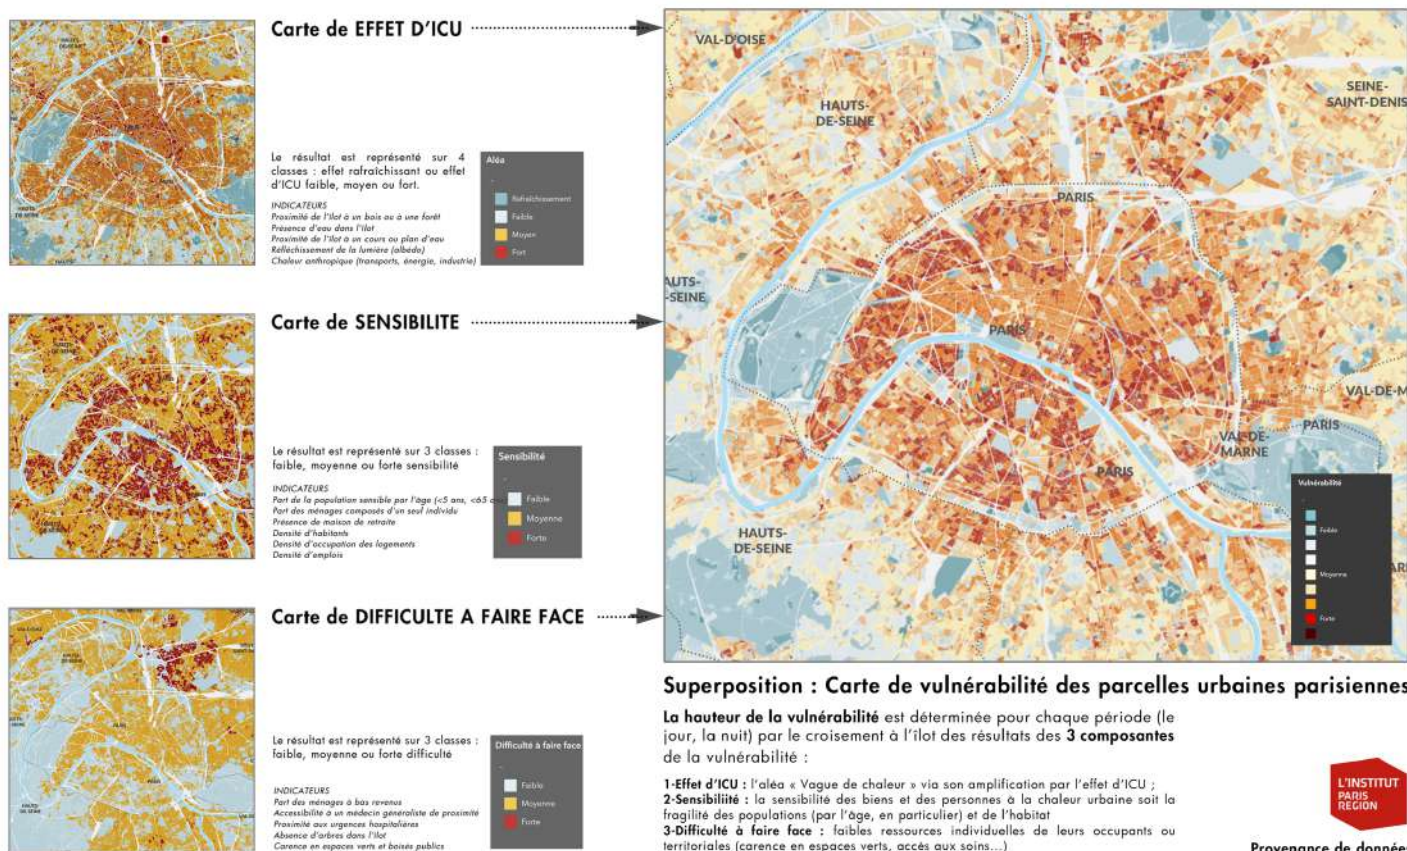 Carte de EFFET D'ICU
Le résultat est représenté sur 4
classes : effet rafraîchissant ou effet
d'ICU faible, moyen ou fort.
INDICATEURS
Proximité de l'îlot à un bois ou à une forêt
Présence d'eau dans l'îlot
Proximité de l'îlot à un cours ou plan d'eau
Réfléchissement de la lumière (albédo)
Chaleur anthropique (transports, énergie, industrie)
Aléa
Rafraîchissement
Faible
Moyen
Fort
Carte de SENSIBILITE
Le résultat est représenté sur 3 classes :
faible, moyenne ou forte sensibilité
INDICATEURS
Part de la population sensible par l'âge (<5 ans, <65
Part des ménages composés d'un seul individu
Présence de maison de retraite
Densité d'habitants
Densité d'occupation des logements
Densité d'emplois
Sensibilité
Faible
Moyenne
Forte
Carte de DIFFICULTE A FAIRE FACE
Le résultat est représenté sur 3 classes :
faible, moyenne ou forte difficulté
INDICATEURS
Part des ménages à bas revenus
Accessibilité à un médecin généraliste de proximité
Proximité aux urgences hospitalières
Absence d'arbres dans l'îlot
Carence en espaces verts et boisés publics
Difficulté à faire face
Faible
Moyenne
Forte
VAL-D'OISE
HAUTS-
DE-SEINE
SEINE-
SAINT-DENIS
PARIS
AUTS-
-SEINE
PARIS
VAL-DE-M
PARIS
VAL-DE-
MARNE
PARIS
HAUTS-
DE-SEINE
Vulnérabilité
Faible
Moyenne
Forte
Superposition : Carte de vulnérabilité des parcelles urbaines parisiennes
La hauteur de la vulnérabilité est déterminée pour chaque période (le
jour, la nuit) par le croisement à l'îlot des résultats des 3 composantes
de la vulnérabilité :
1-Effet d'ICU : l'aléa « Vague de chaleur » via son amplification par l'effet d'ICU ;
2-Sensibiliité : la sensibilité des biens et des personnes à la chaleur urbaine soit la
fragilité des populations (par l'âge, en particulier) et de l'habitat
3-Difficulté à faire face : faibles ressources individuelles de leurs occupants ou
territoriales (carence en espaces verts, accès aux soins...)
L'INSTITUT
PARIS
REGION
Provenance de donnée